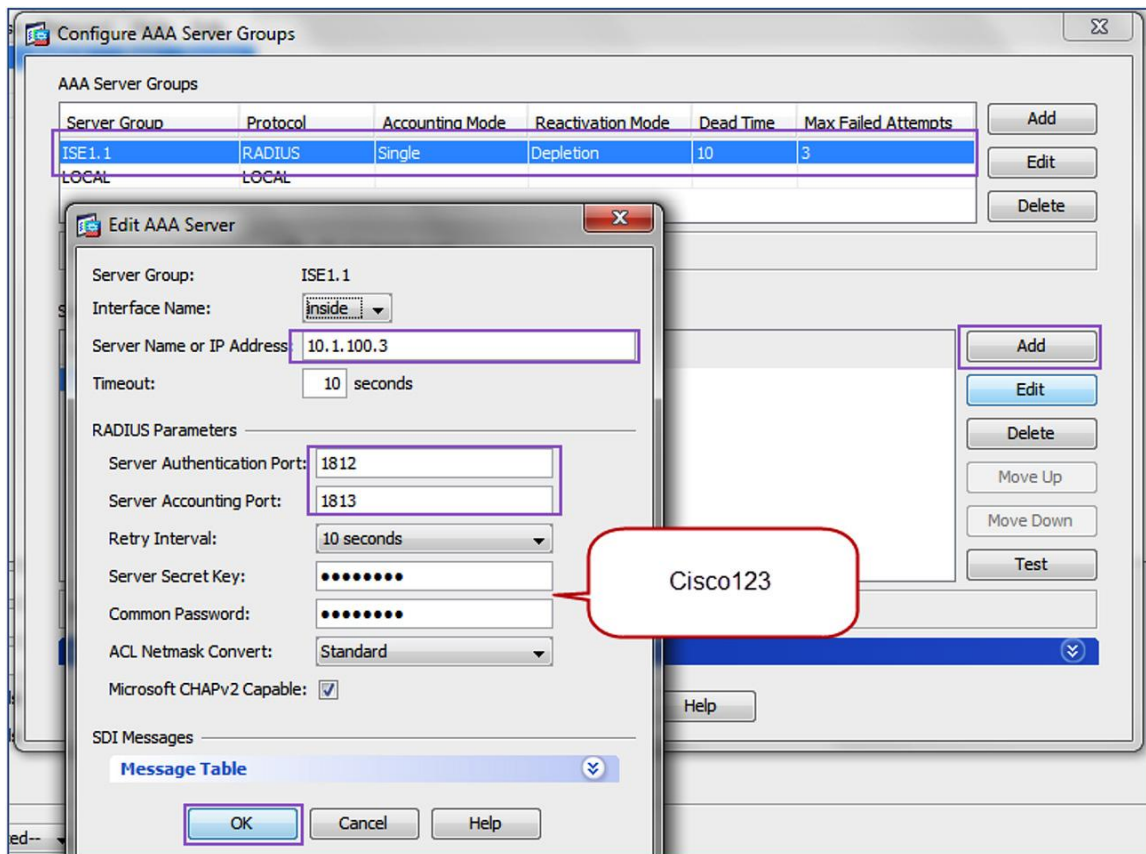 Configure AAA Server Groups
AAA Server Groups
Server Group Protocol Accounting Mode Reactivation Mode Dead Time Max Failed Attempts
ISE1.1 RADIUS Single Depletion 10 3
LOCAL LOCAL
Add
Edit
Delete
Edit AAA Server
Server Group: ISE1.1
Interface Name: inside
Server Name or IP Address: 10.1.100.3
Timeout: 10 seconds
RADIUS Parameters
Server Authentication Port: 1812
Server Accounting Port: 1813
Retry Interval: 10 seconds
Server Secret Key: ••••••••
Common Password: ••••••••
ACL Netmask Convert: Standard
Microsoft CHAPv2 Capable:
SDI Messages
Message Table
OK Cancel Help
Cisco123
Add
Edit
Delete
Move Up
Move Down
Test
Help
ed--